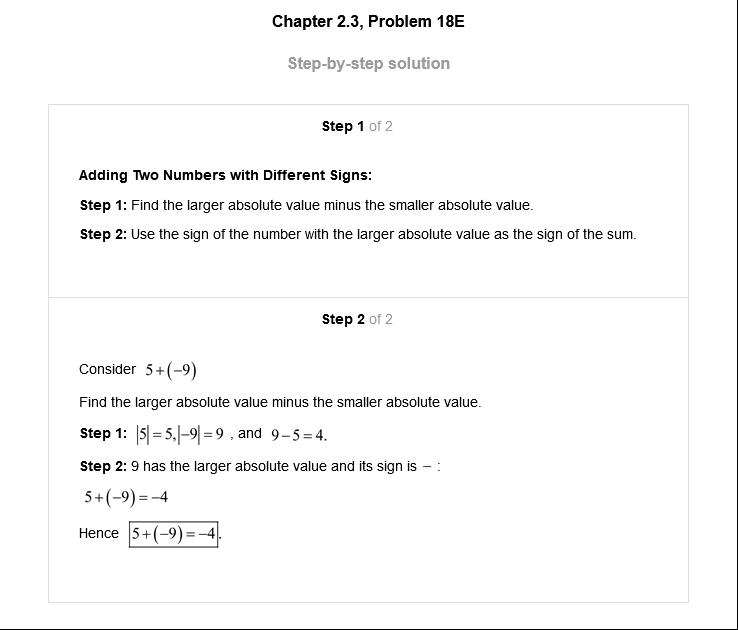 Chapter 2.3, Problem 18E
Step-by-step solution
Step 1 of 2
Adding Two Numbers with Different Signs:
Step 1: Find the larger absolute value minus the smaller absolute value.
Step 2: Use the sign of the number with the larger absolute value as the sign of the sum.
Step 2 of 2
Consider 5+(−9)
Find the larger absolute value minus the smaller absolute value.
Step 1: |5|=5,|−9|=9 , and 9−5=4.
Step 2: 9 has the larger absolute value and its sign is − :
5+(−9)=−4
Hence 5+(−9)=−4.